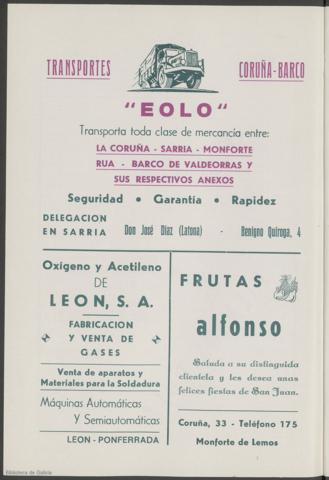 TRANSPORTES
CORUÑA-BARCO
"EOLO"
Transporta toda clase de mercancía entre:
LA CORUÑA - SARRIA - MONFORTE
RUA - BARCO DE VALDEORRAS Y
SUS RESPECTIVOS ANEXOS
Seguridad • Garantía • Rapidez
DELEGACION
EN SARRIA Don José Díaz (Latona) - Benigno Quiroga, 4
Oxígeno y Acetileno
DE
LEON, S. A.
FABRICACION
Y VENTA DE
GASES
Venta de aparatos y
Materiales para la Soldadura
Máquinas Automáticas
Y Semiautomáticas
LEON - PONFERRADA
FRUTAS
alfonso
Saluda a su distinguida
clientela y les desea unas
felices fiestas de San Juan.
Coruña, 33 - Teléfono 175
Monforte de Lemos
Biblioteca de Galicia